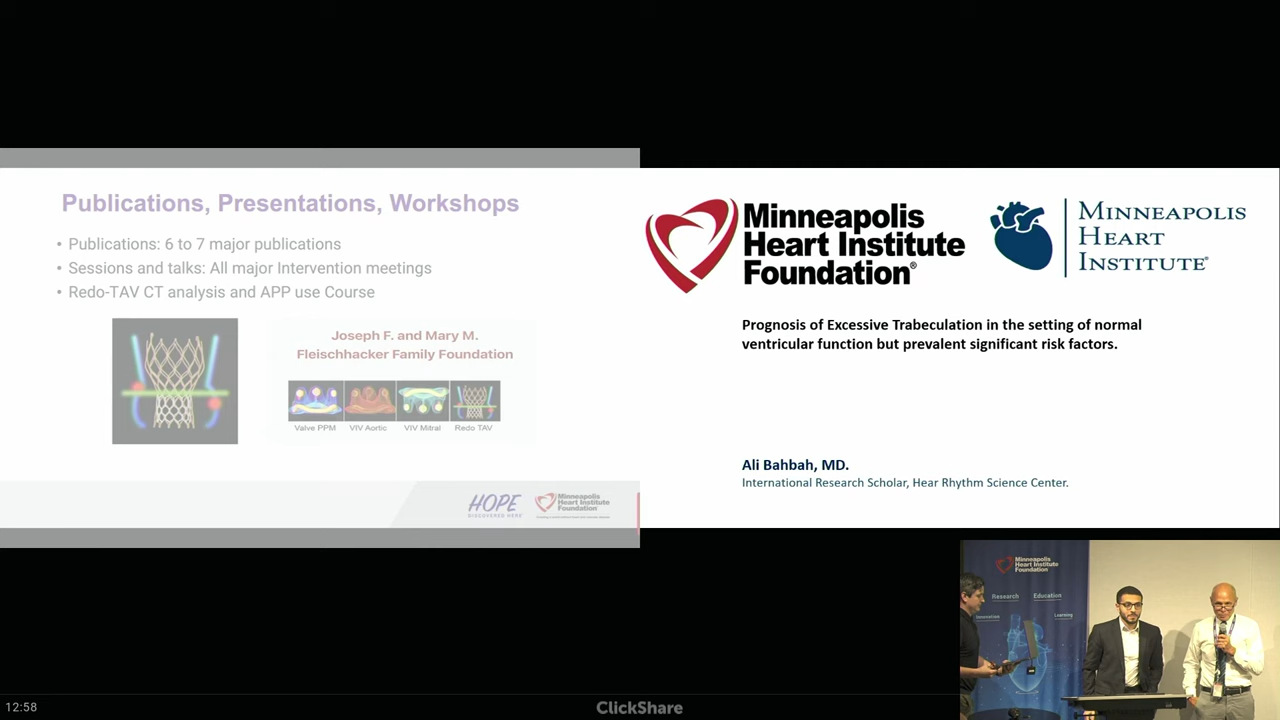 Publications, Presentations, Workshops
• Publications: 6 to 7 major publications
• Sessions and talks: All major Intervention meetings
• Redo-TAV CT analysis and APP use Course
Joseph F. and Mary M.
Fleischhacker Family Foundation
Valve PPM
VIV Aortic
VIV Mitral
Redo TAV
HOPE
DISCOVERED HERE
Minneapolis
Heart Institute
Foundation®
Minneapolis
Heart Institute
Foundation®
MINNEAPOLIS
HEART
INSTITUTE®
Prognosis of Excessive Trabeculation in the setting of normal
ventricular function but prevalent significant risk factors.
Ali Bahbah, MD.
International Research Scholar, Hear Rhythm Science Center.
Minneapolis
Heart Institute
Foundation
Research
Education
Innovation
Learning
12:58
ClickShare